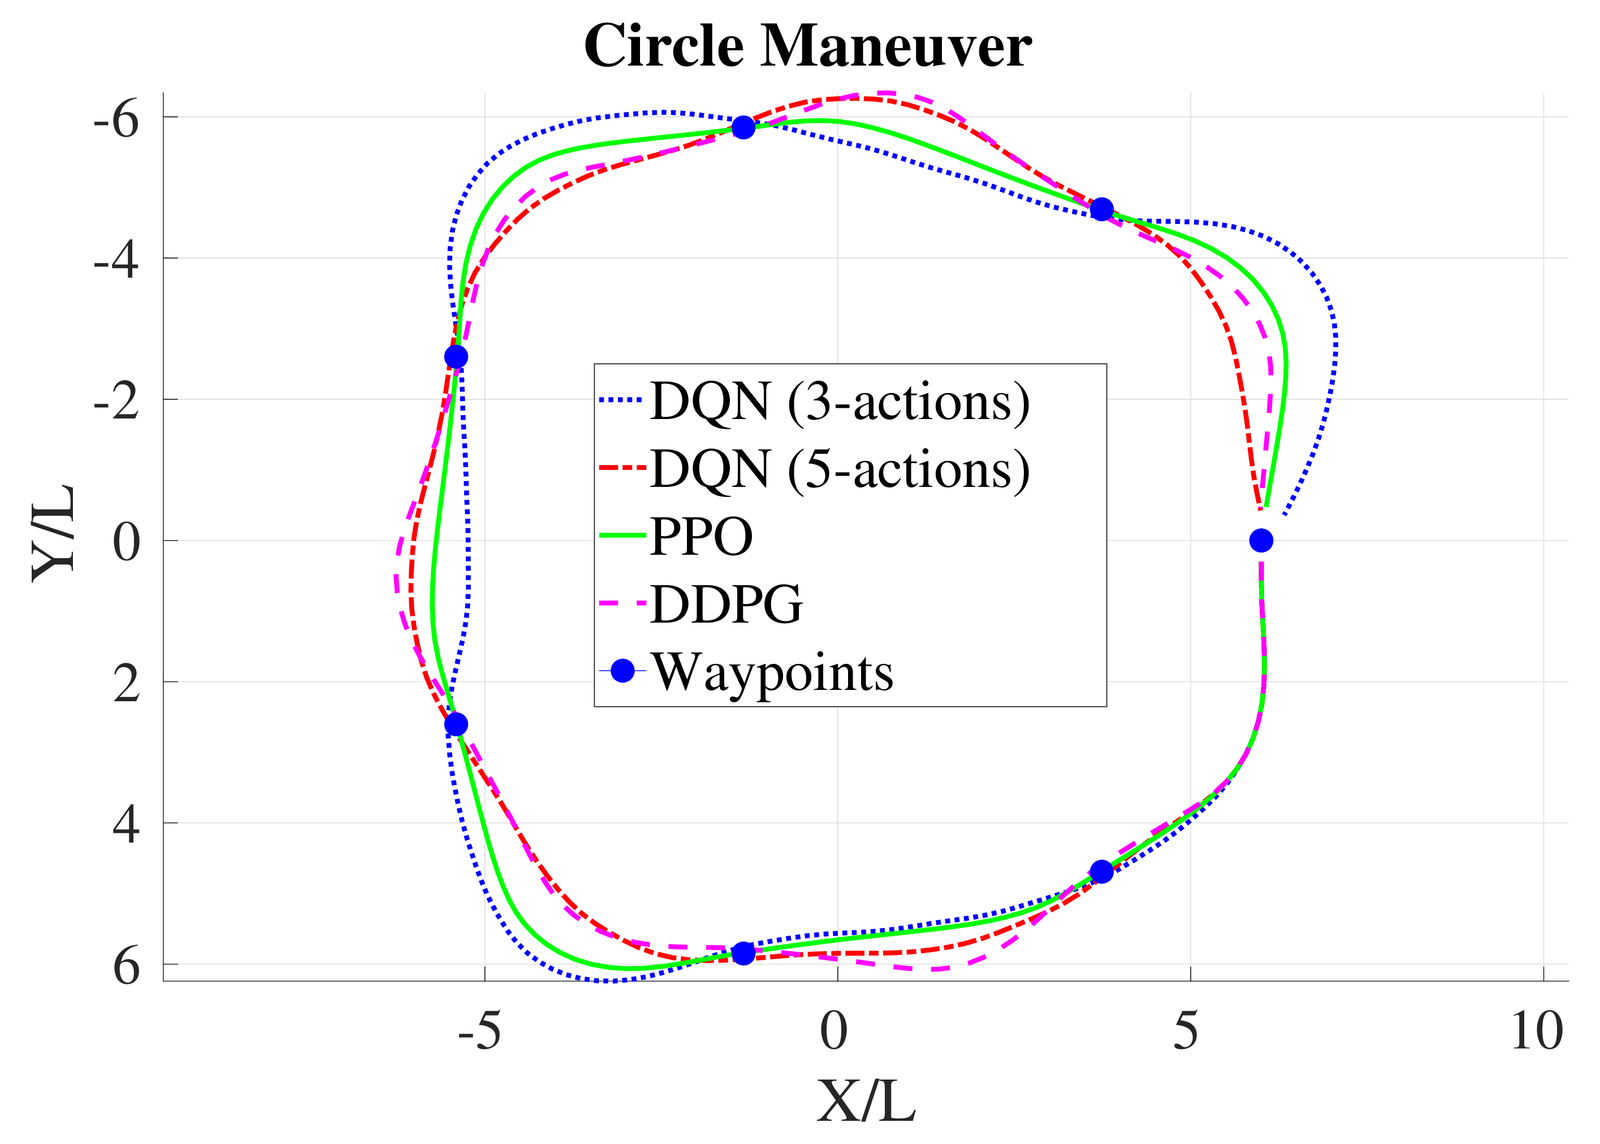 Circle Maneuver
-6
-4
-2
0
2
4
6
Y/L
DQN (3-actions)
DQN (5-actions)
PPO
DDPG
Waypoints
-5 0 5 10
X/L